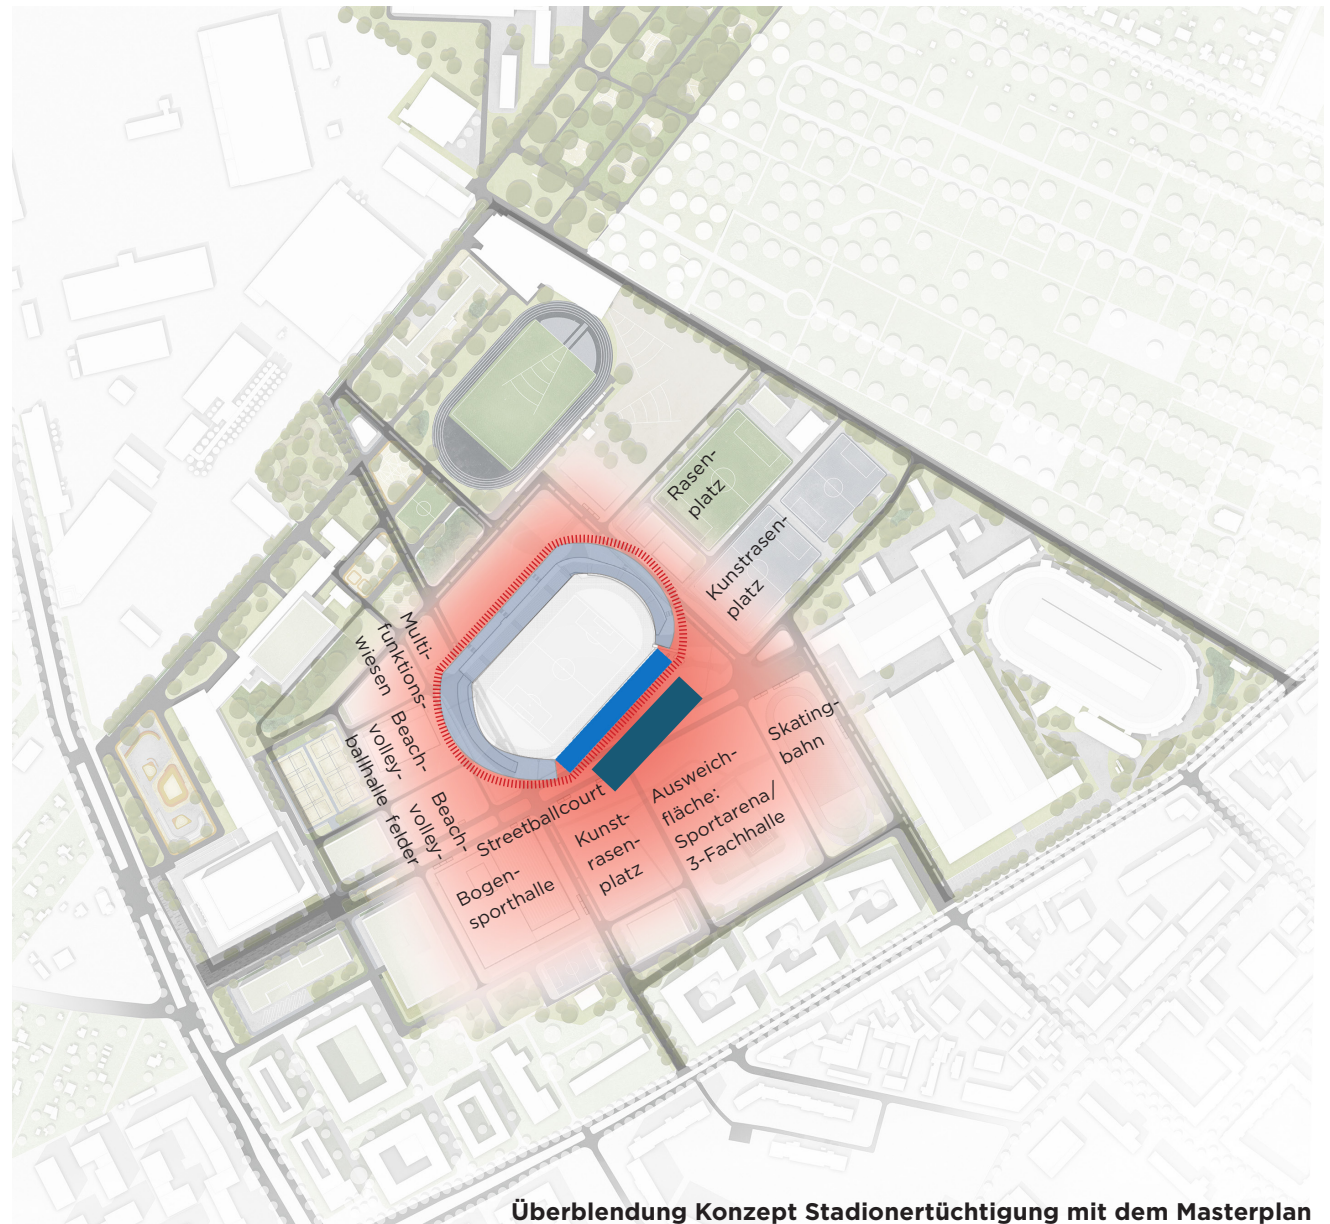 Rasen-
platz
Kunstrasen-
platz
Multi-
funktions-
wiesen
Beach-
volley-
ballhalle
Beach-
volley-
felder
Skating-
bahn
Ausweich-
fläche:
Sportarena/
3-Fachhalle
Streetballcourt
Kunst-
rasen-
platz
Bogen-
sporthalle
Überblendung Konzept Stadionertüchtigung mit dem Masterplan